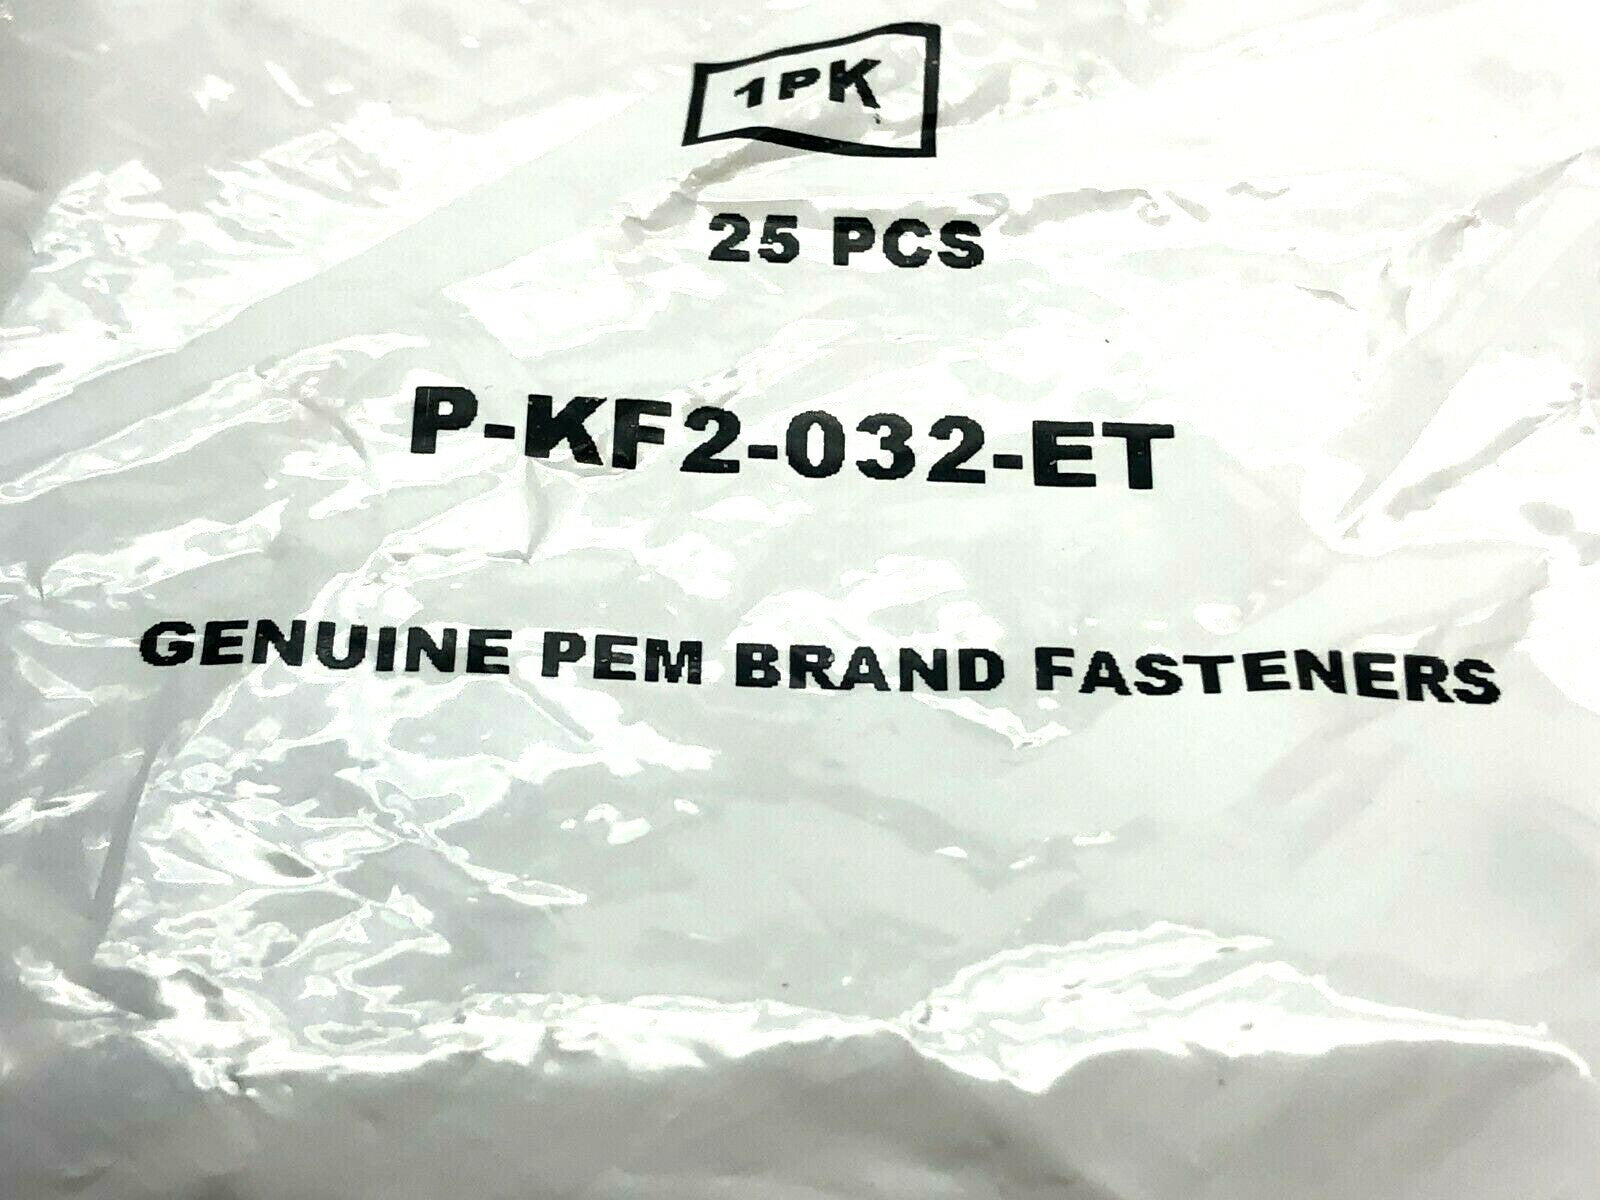 1PK
25 PCS
P-KF2-032-ET
GENUINE PEM BRAND FASTENERS